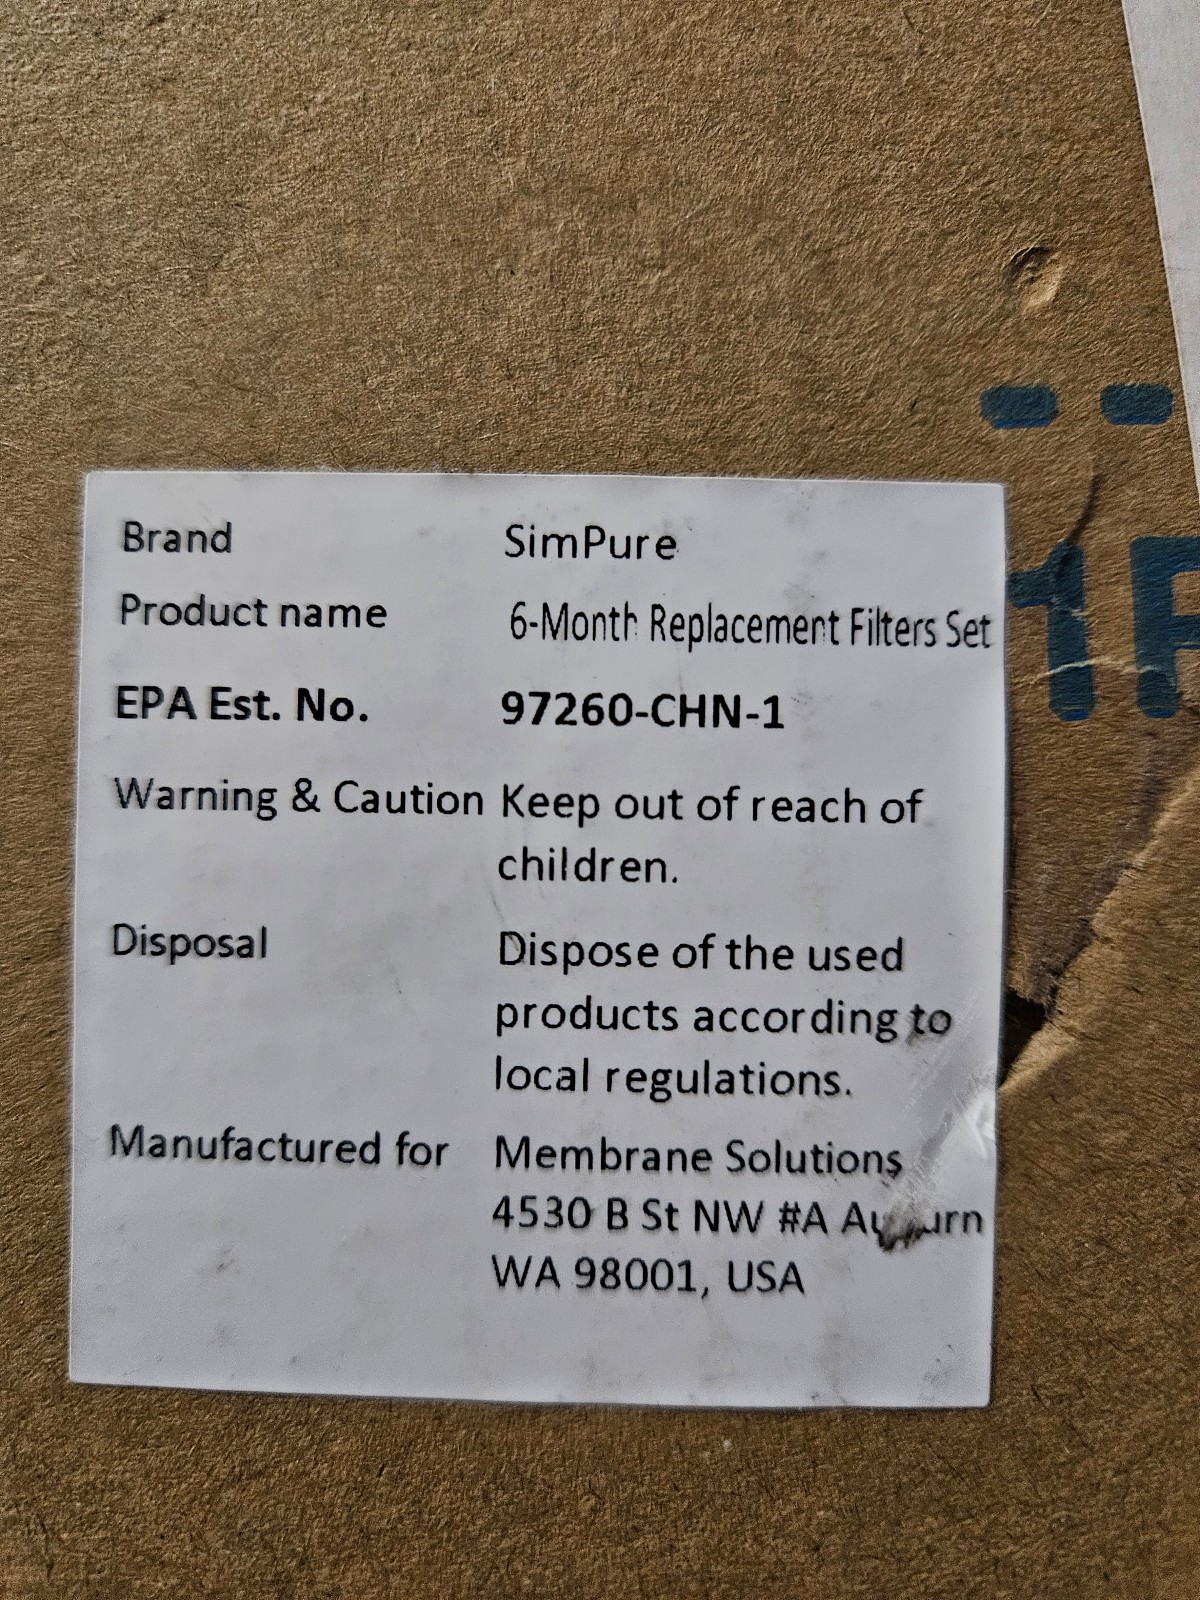 Brand SimPure
Product name 6-Month Replacement Filters Set
EPA Est. No. 97260-CHN-1
Warning & Caution Keep out of reach of
children.
Disposal Dispose of the used
products according to
local regulations.
Manufactured for Membrane Solutions
4530 B St NW #A
WA 98001, USA